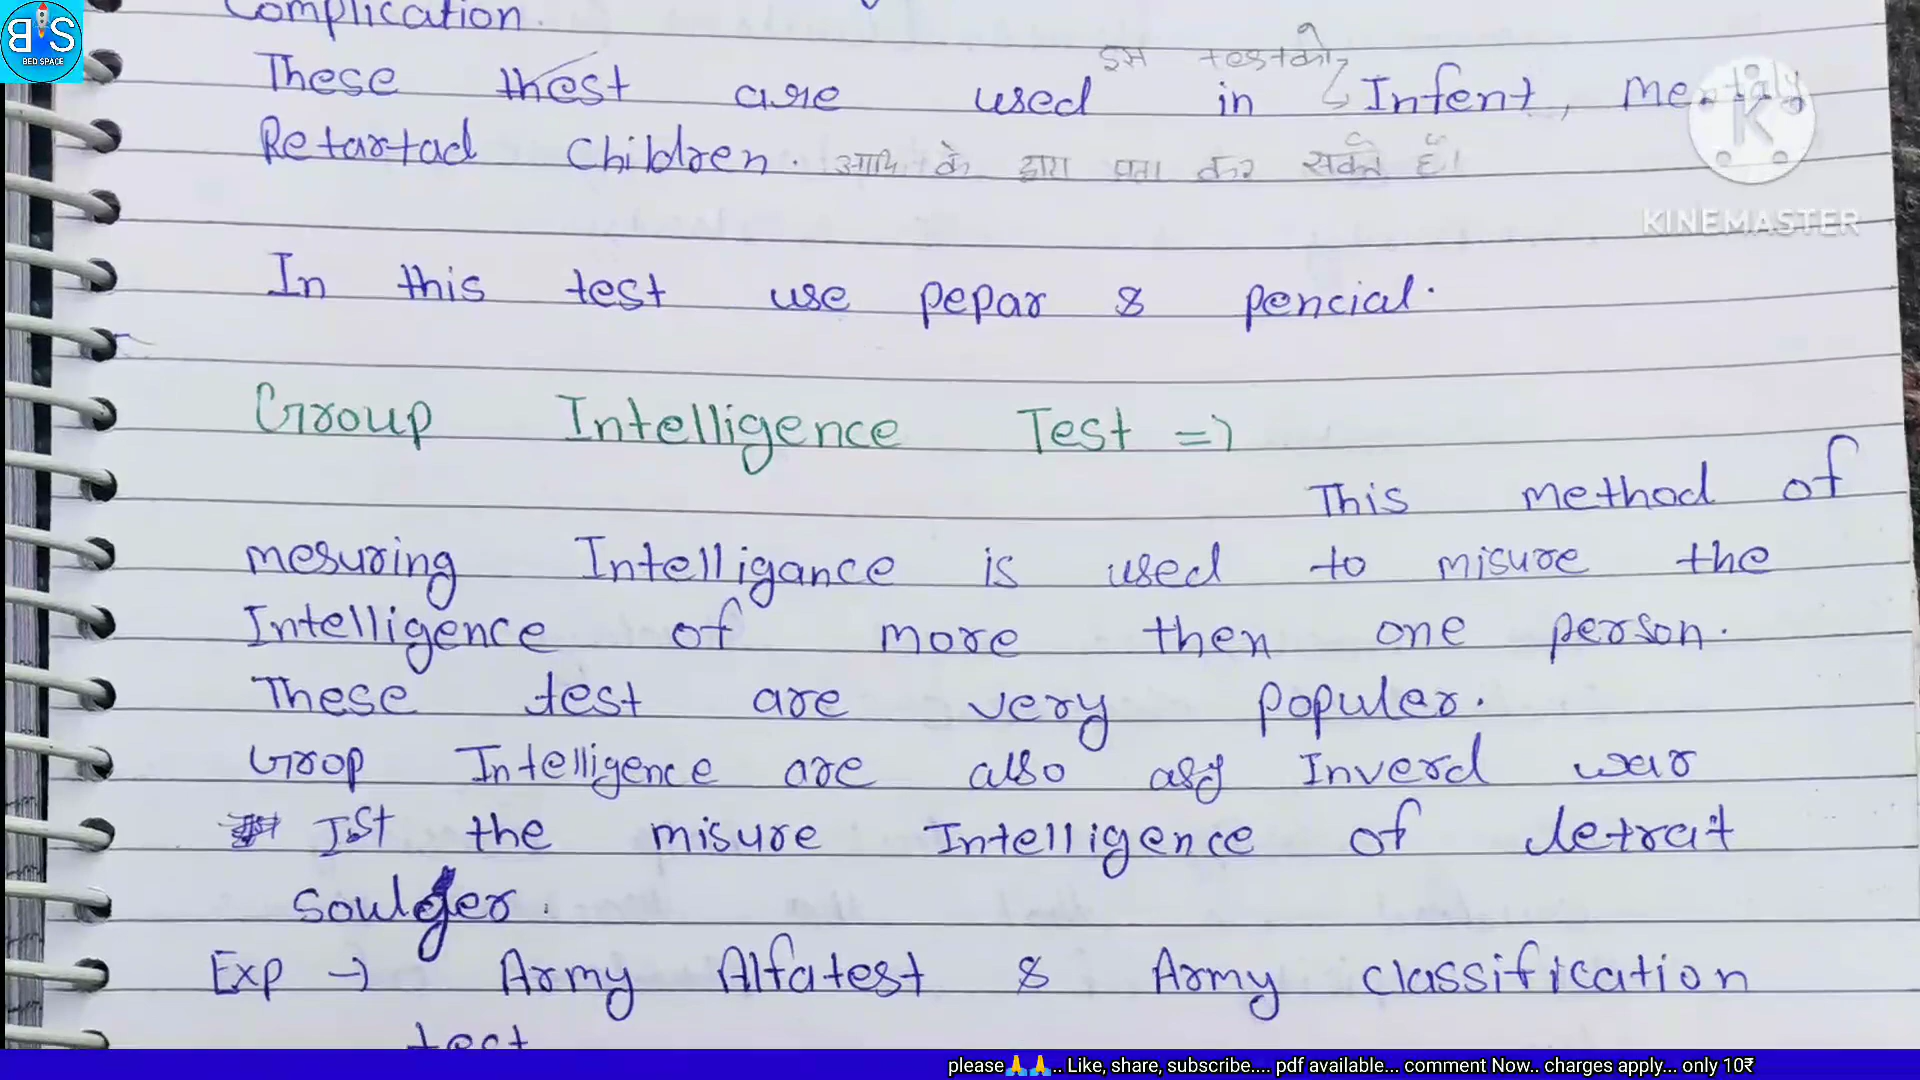 BS
BED SPACE
Complication.
इस testको
These thest are used in Infent, Mentaly
Retartad Children. आदि के द्वारा पता कर सकते हैं।
KINEMASTER
In this test use pepar & pencial.
Group Intelligence Test =>
This method of
mesuring Intelligance is used to misure the
Intelligence of more then one person.
These test are very populer.
Grop Intelligence are also Inverd war
Ist the misure Intelligence of
soulger.
Exp → Army Alfatest & Army classification
test
please🙏🙏.. Like, share, subscribe.... pdf available... comment Now.. charges apply... only 10₹